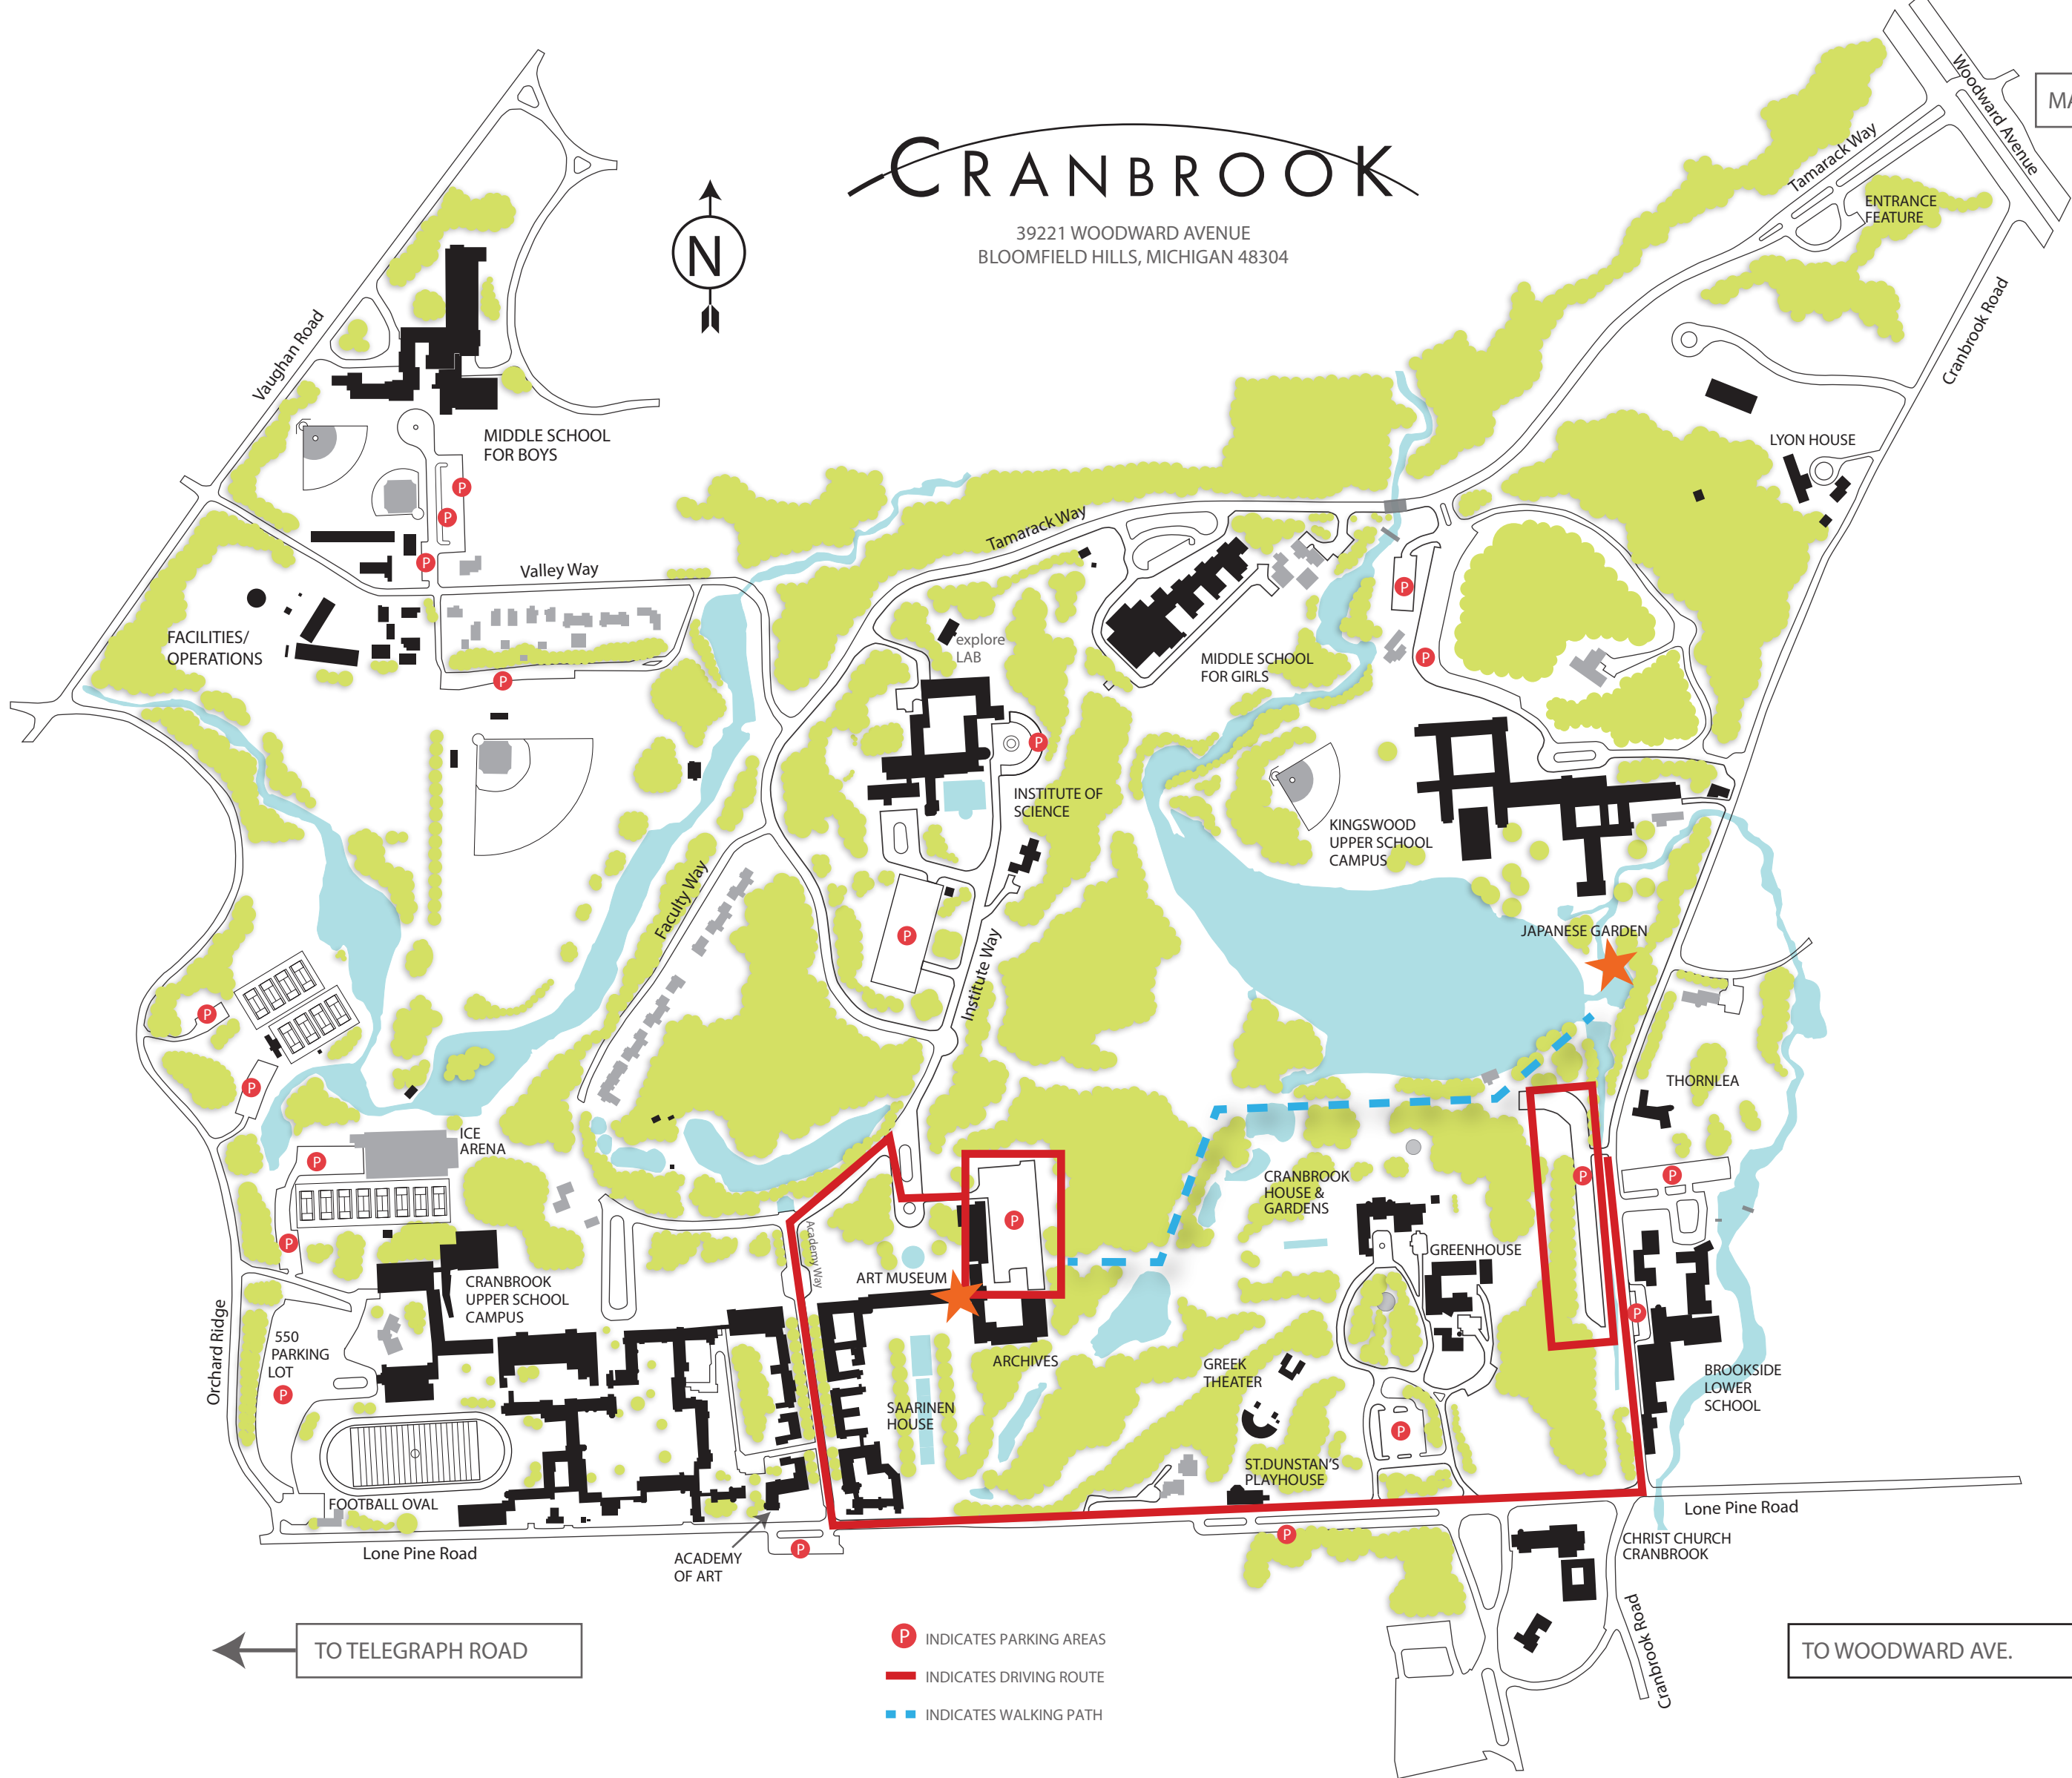 CRANBROOK
39221 WOODWARD AVENUE
BLOOMFIELD HILLS, MICHIGAN 48304
N
Woodward Avenue
MA
Tamarack Way
ENTRANCE
FEATURE
Cranbrook Road
Vaughan Road
MIDDLE SCHOOL
FOR BOYS
P
P
P
LYON HOUSE
Tamarack Way
Valley Way
FACILITIES/
OPERATIONS
P
explore
LAB
MIDDLE SCHOOL
FOR GIRLS
P
P
P
INSTITUTE OF
SCIENCE
KINGSWOOD
UPPER SCHOOL
CAMPUS
Faculty Way
P
Institute Way
JAPANESE GARDEN
P
P
THORNLEA
ICE
ARENA
P
P
Academy Way
P
CRANBROOK
HOUSE &
GARDENS
P
P
GREENHOUSE
ART MUSEUM
CRANBROOK
UPPER SCHOOL
CAMPUS
Orchard Ridge
550
PARKING
LOT
P
ARCHIVES
GREEK
THEATER
P
BROOKSIDE
LOWER
SCHOOL
SAARINEN
HOUSE
P
ST.DUNSTAN'S
PLAYHOUSE
FOOTBALL OVAL
Lone Pine Road
Lone Pine Road
P
P
ACADEMY
OF ART
CHRIST CHURCH
CRANBROOK
Cranbrook Road
TO TELEGRAPH ROAD
P INDICATES PARKING AREAS
INDICATES DRIVING ROUTE
INDICATES WALKING PATH
TO WOODWARD AVE.